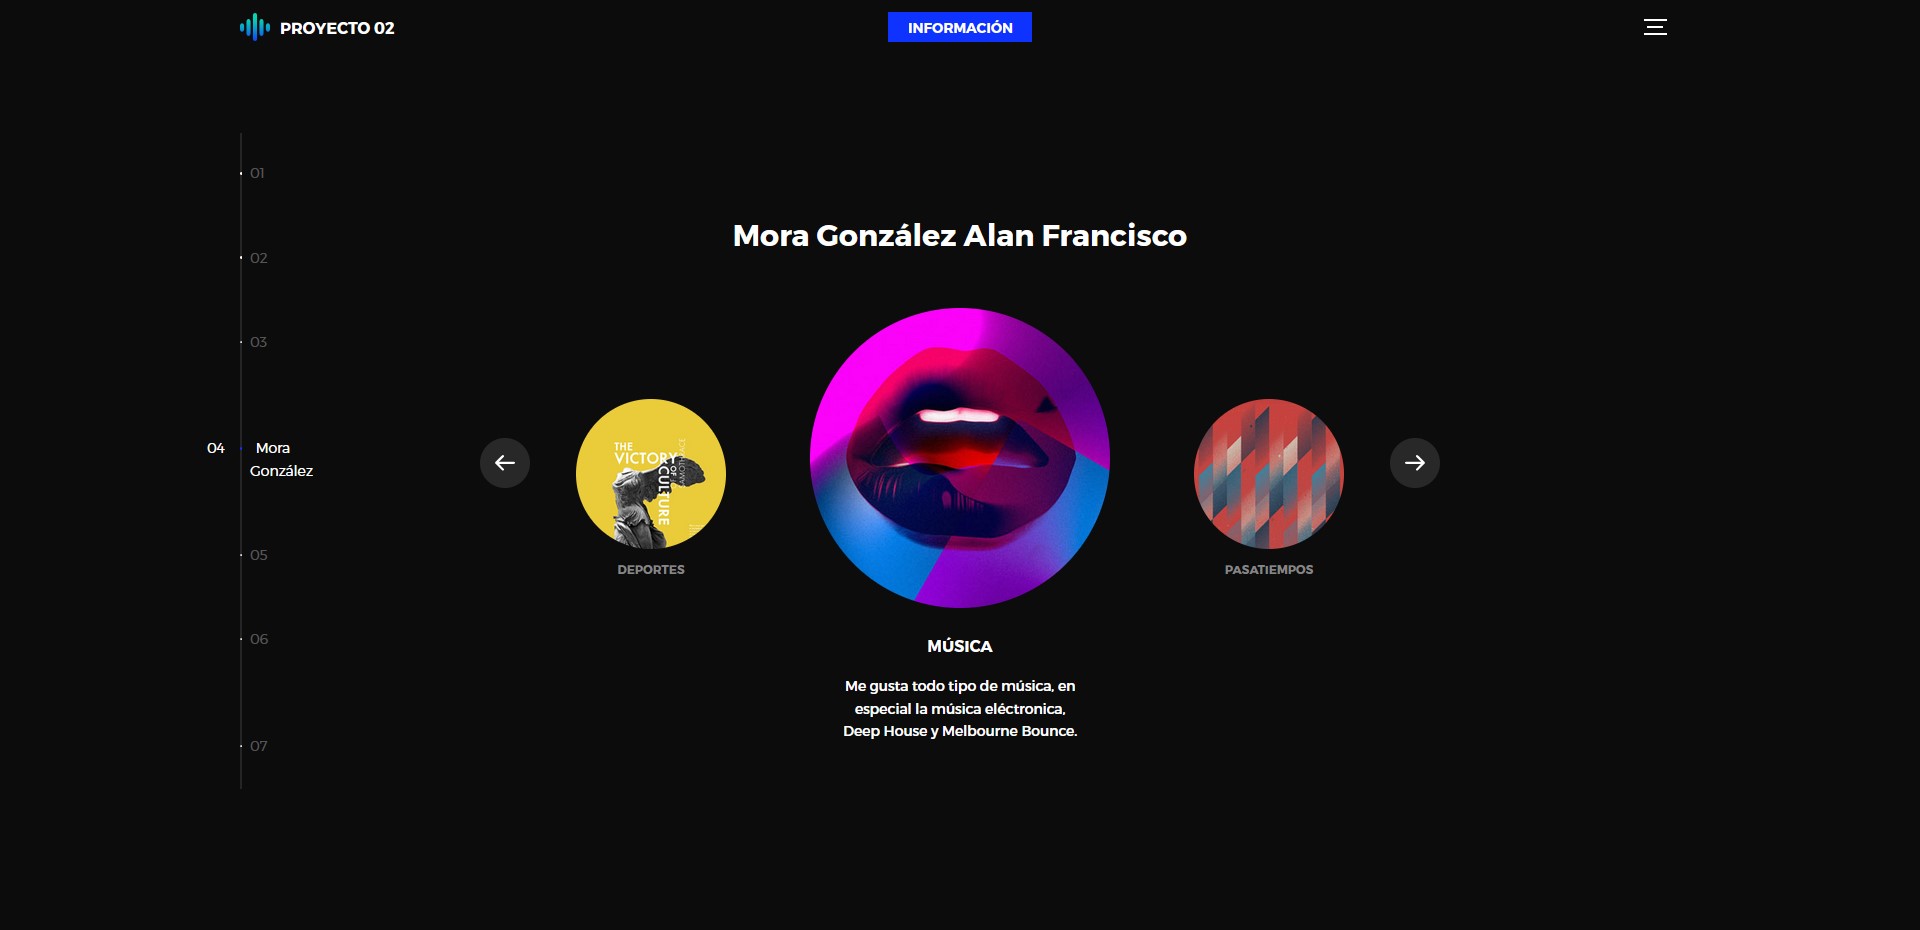 PROYECTO 02
INFORMACIÓN
01
02
03
04 Mora
González
05
06
07
Mora González Alan Francisco
THE
VICTORY
OF
CULTURE
SAMOTHRACE
DEPORTES
MÚSICA
Me gusta todo tipo de música, en
especial la música eléctronica,
Deep House y Melbourne Bounce.
PASATIEMPOS